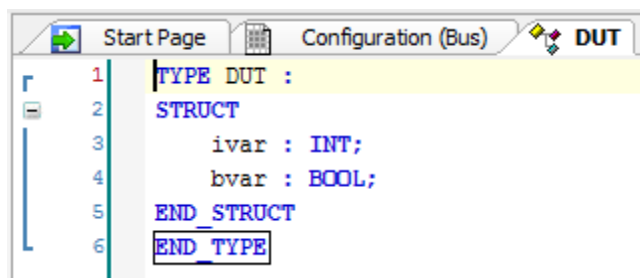 Start Page Configuration (Bus) DUT
1 TYPE DUT :
2 STRUCT
3 ivar : INT;
4 bvar : BOOL;
5 END_STRUCT
6 END_TYPE